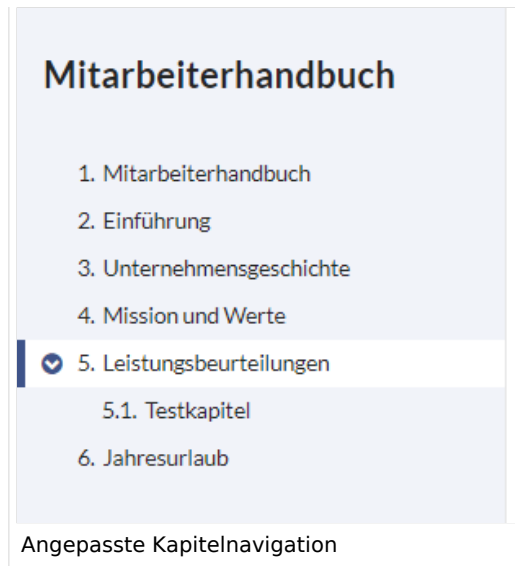 Mitarbeiterhandbuch
1. Mitarbeiterhandbuch
2. Einführung
3. Unternehmensgeschichte
4. Mission und Werte
5. Leistungsbeurteilungen
5.1. Testkapitel
6. Jahresurlaub
Angepasste Kapitelnavigation